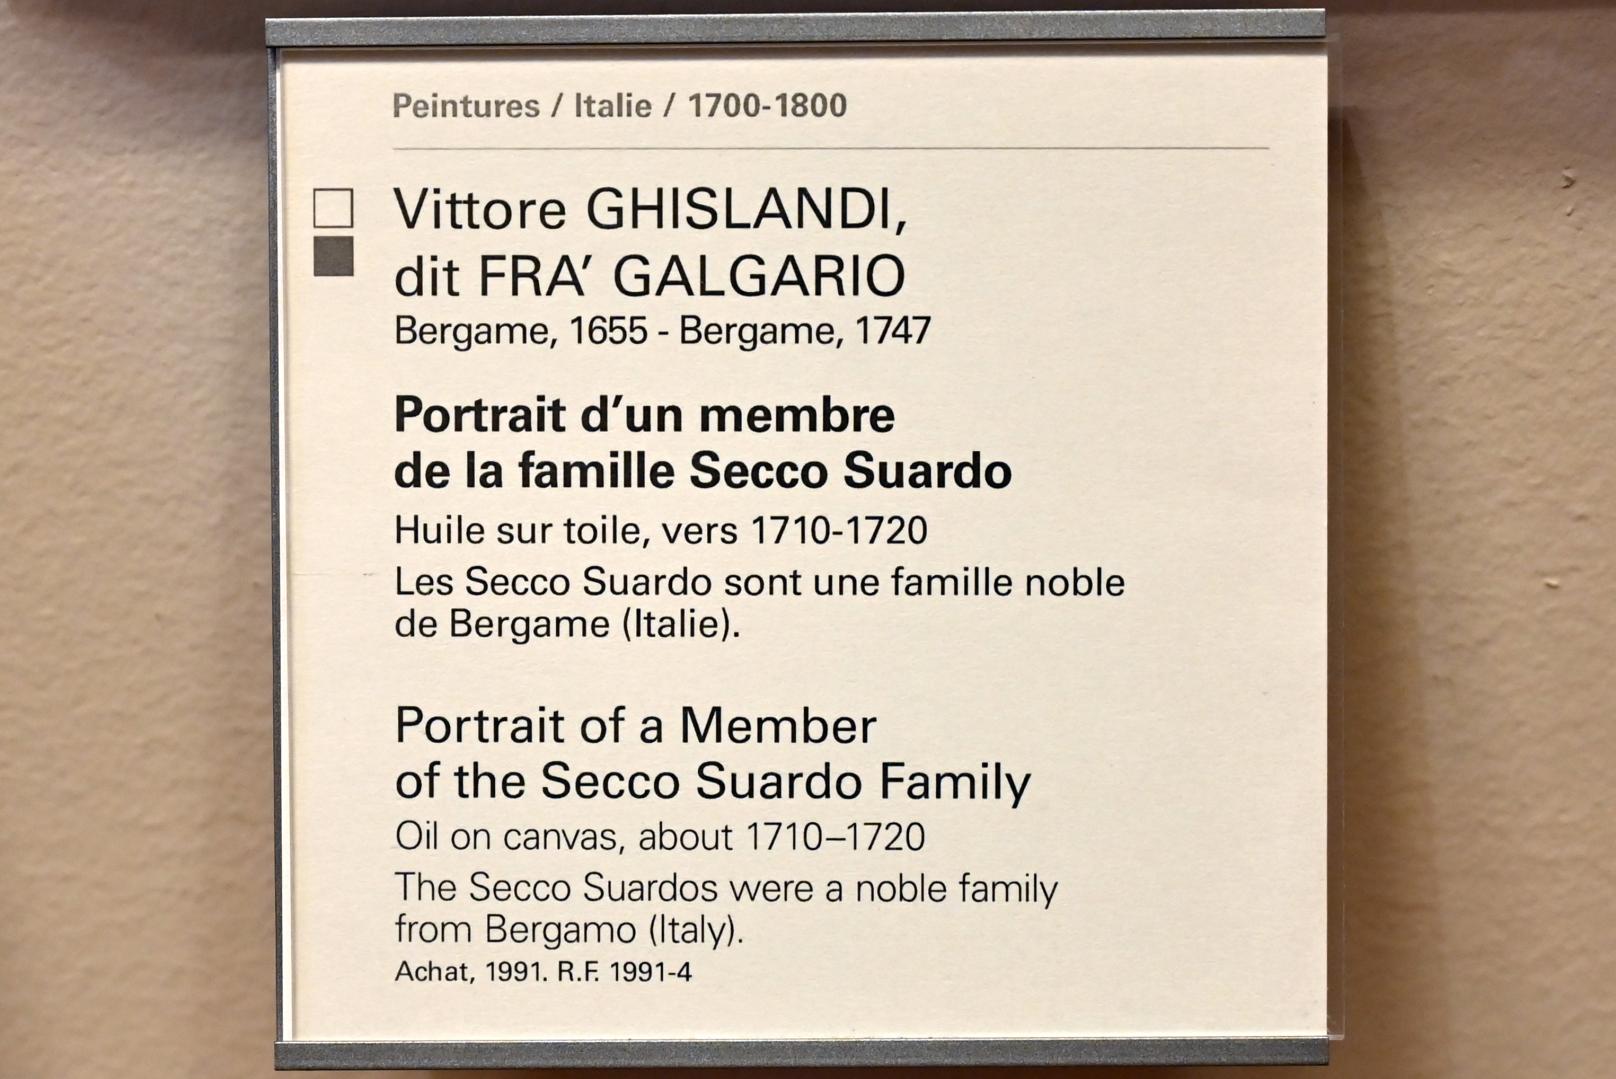 Peintures / Italie / 1700-1800
Vittore GHISLANDI,
dit FRA’ GALGARIO
Bergame, 1655 - Bergame, 1747
Portrait d’un membre
de la famille Secco Suardo
Huile sur toile, vers 1710-1720
Les Secco Suardo sont une famille noble
de Bergame (Italie).
Portrait of a Member
of the Secco Suardo Family
Oil on canvas, about 1710–1720
The Secco Suardos were a noble family
from Bergamo (Italy).
Achat, 1991. R.F. 1991-4